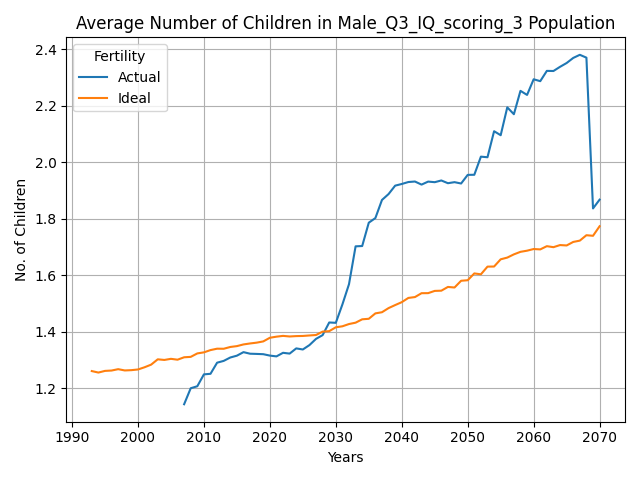 Average Number of Children in Male_Q3_IQ_scoring_3 Population
Fertility
Actual
Ideal
No. of Children
2.4
2.2
2.0
1.8
1.6
1.4
1.2
1990 2000 2010 2020 2030 2040 2050 2060 2070
Years